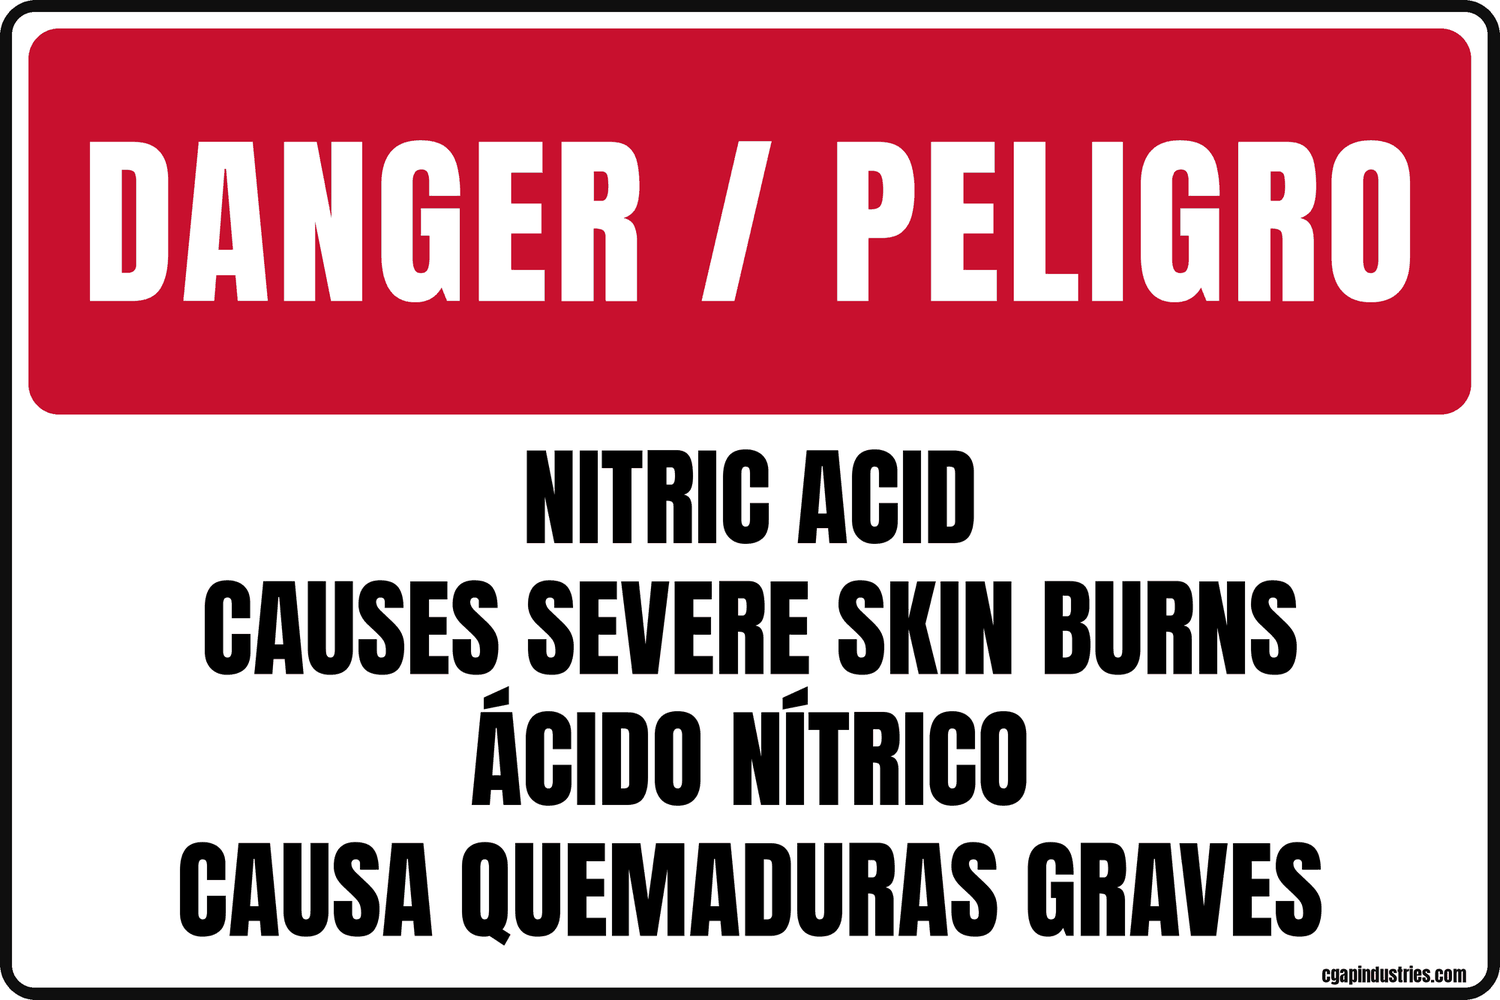 DANGER / PELIGRO
NITRIC ACID
CAUSES SEVERE SKIN BURNS
ÁCIDO NÍTRICO
CAUSA QUEMADURAS GRAVES
cgapindustries.com